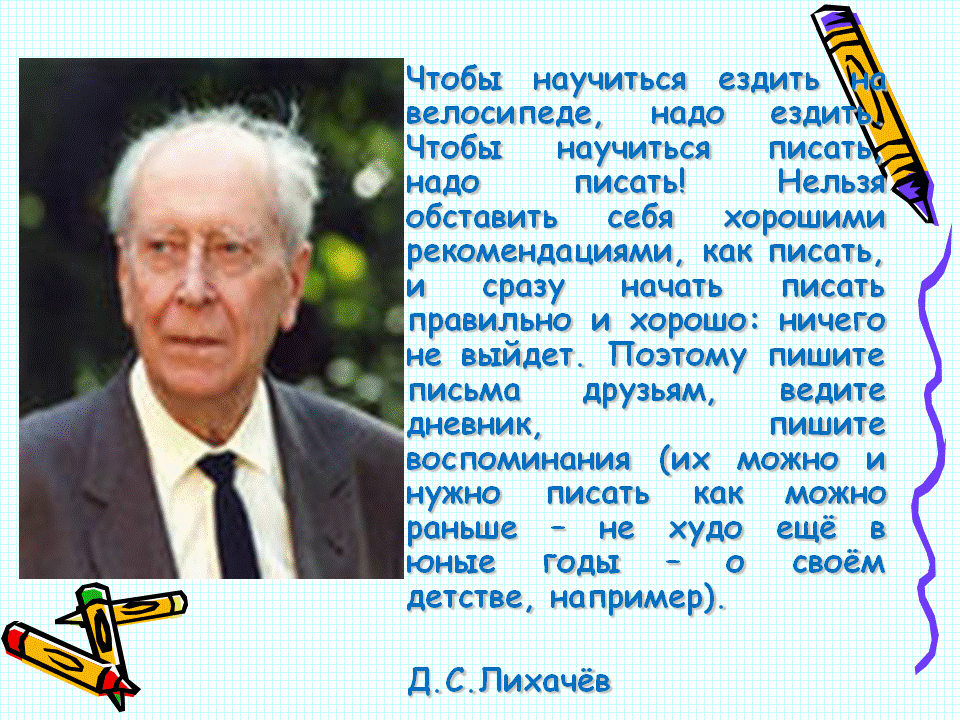 Чтобы научиться ездить на
велосипеде, надо ездить.
Чтобы научиться писать,
надо писать! Нельзя
обставить себя хорошими
рекомендациями, как писать,
и сразу начать писать
правильно и хорошо: ничего
не выйдет. Поэтому пишите
письма друзьям, ведите
дневник, пишите
воспоминания (их можно и
нужно писать как можно
раньше – не худо ещё в
юные годы – о своём
детстве, например).
Д.С.Лихачёв